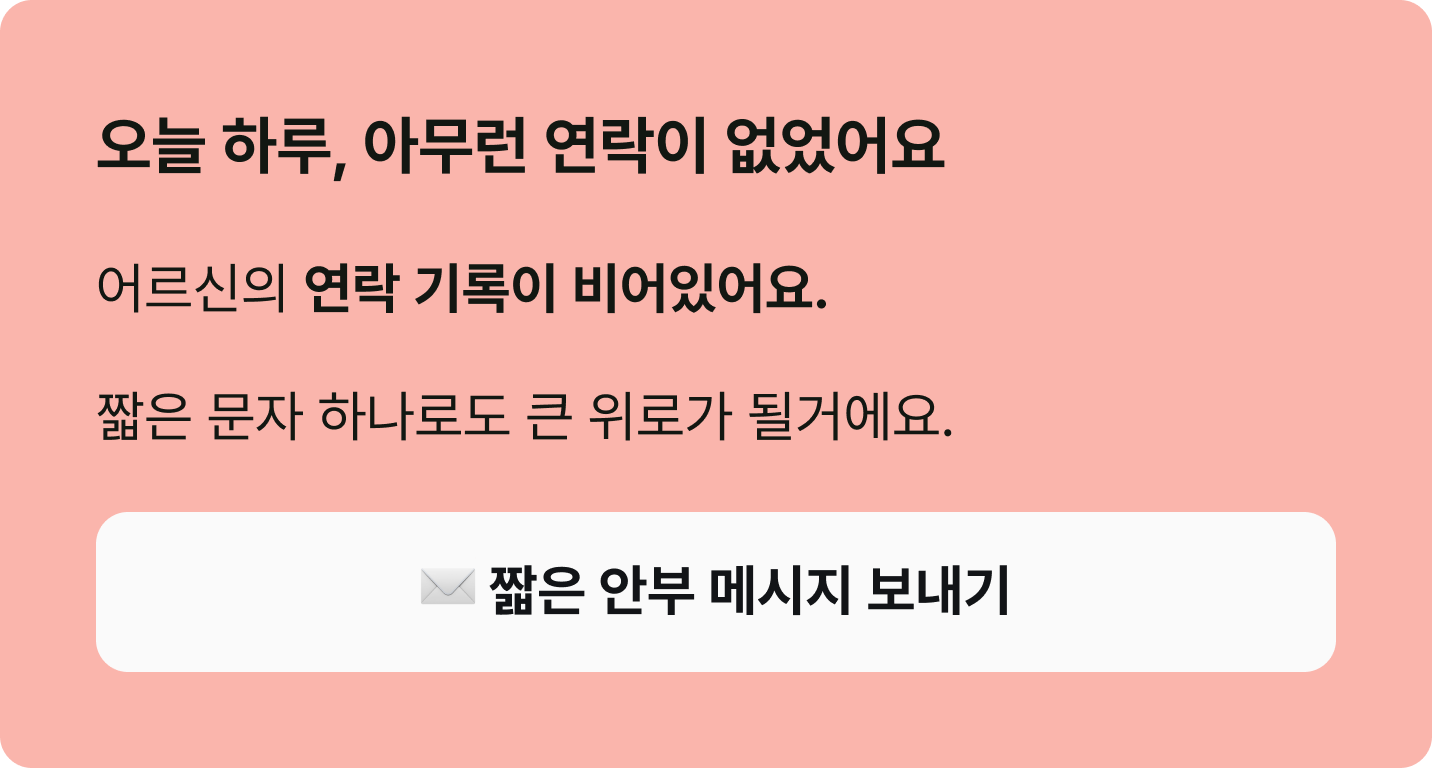 오늘 하루, 아무런 연락이 없었어요
어르신의 연락 기록이 비어있어요.
짧은 문자 하나로도 큰 위로가 될거에요.
✉️ 짧은 안부 메시지 보내기